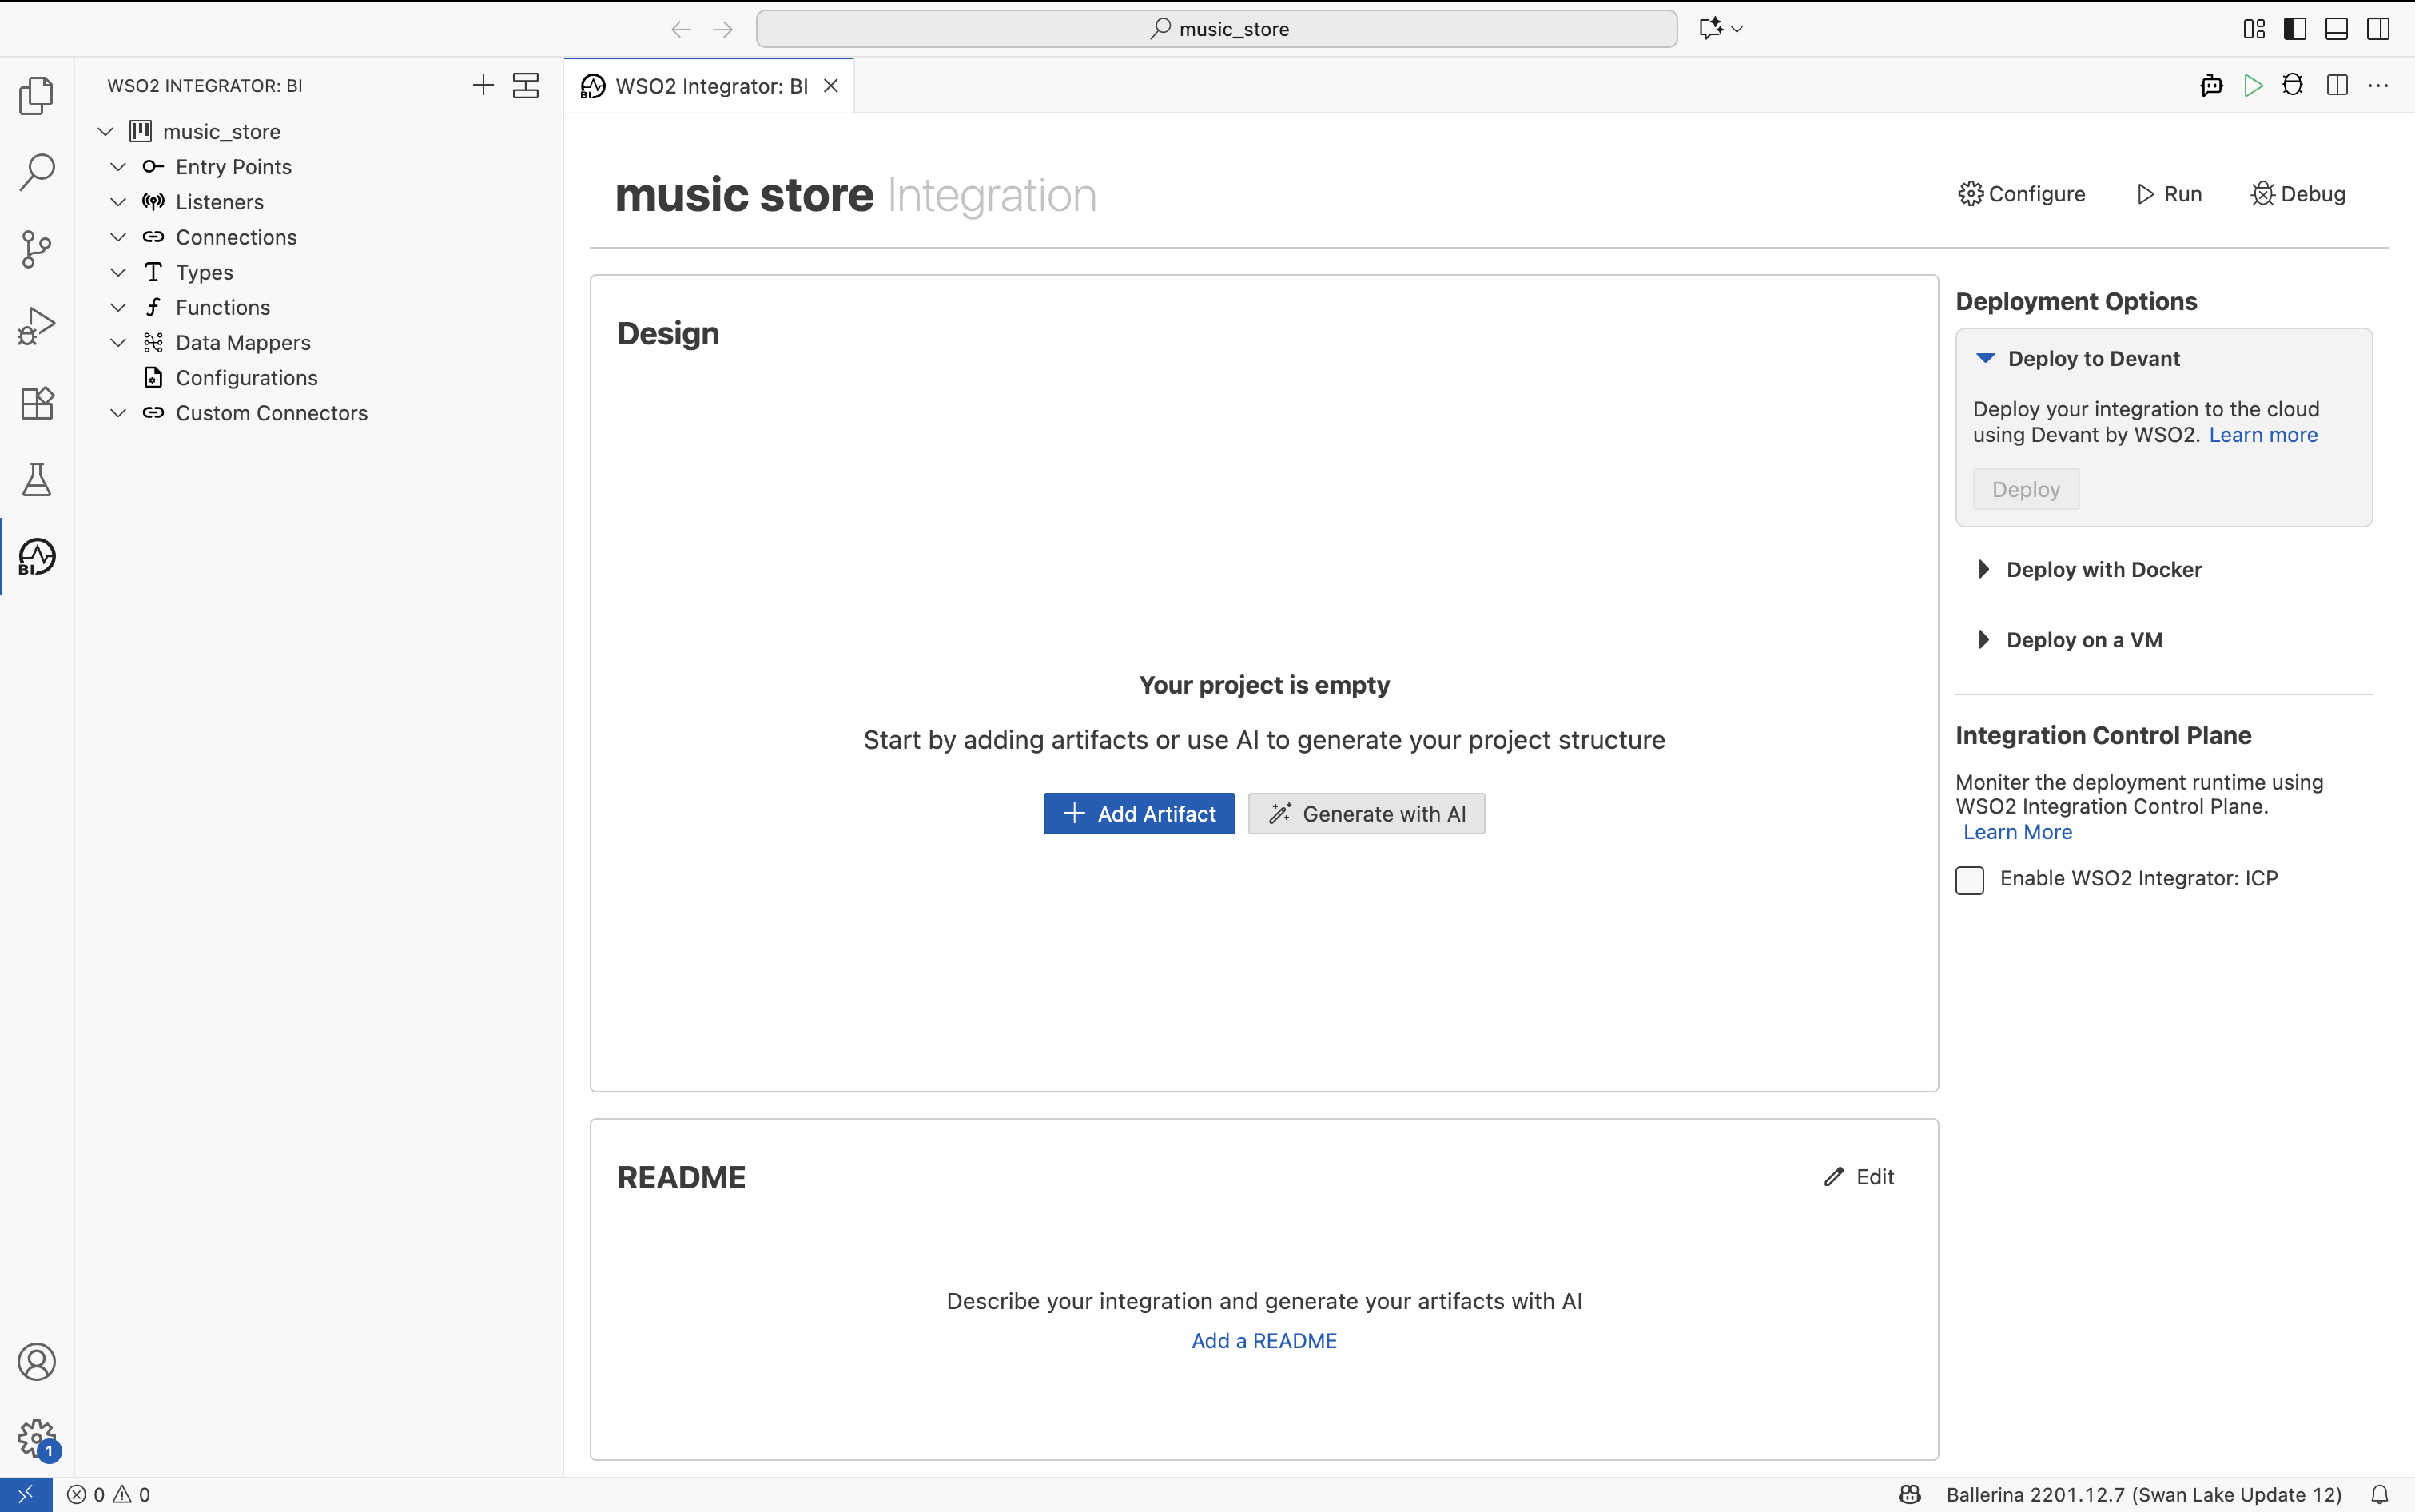 music_store
WSO2 INTEGRATOR: BI
WSO2 Integrator: BI
music_store
Entry Points
Listeners
Connections
Types
Functions
Data Mappers
Configurations
Custom Connectors
BI
music store Integration
Configure
Run
Debug
Design
Your project is empty
Start by adding artifacts or use AI to generate your project structure
Add Artifact
Generate with AI
Deployment Options
Deploy to Devant
Deploy your integration to the cloud
using Devant by WSO2. Learn more
Deploy
Deploy with Docker
Deploy on a VM
Integration Control Plane
Moniter the deployment runtime using
WSO2 Integration Control Plane.
Learn More
Enable WSO2 Integrator: ICP
README
Edit
Describe your integration and generate your artifacts with AI
Add a README
1
0 0
Ballerina 2201.12.7 (Swan Lake Update 12)